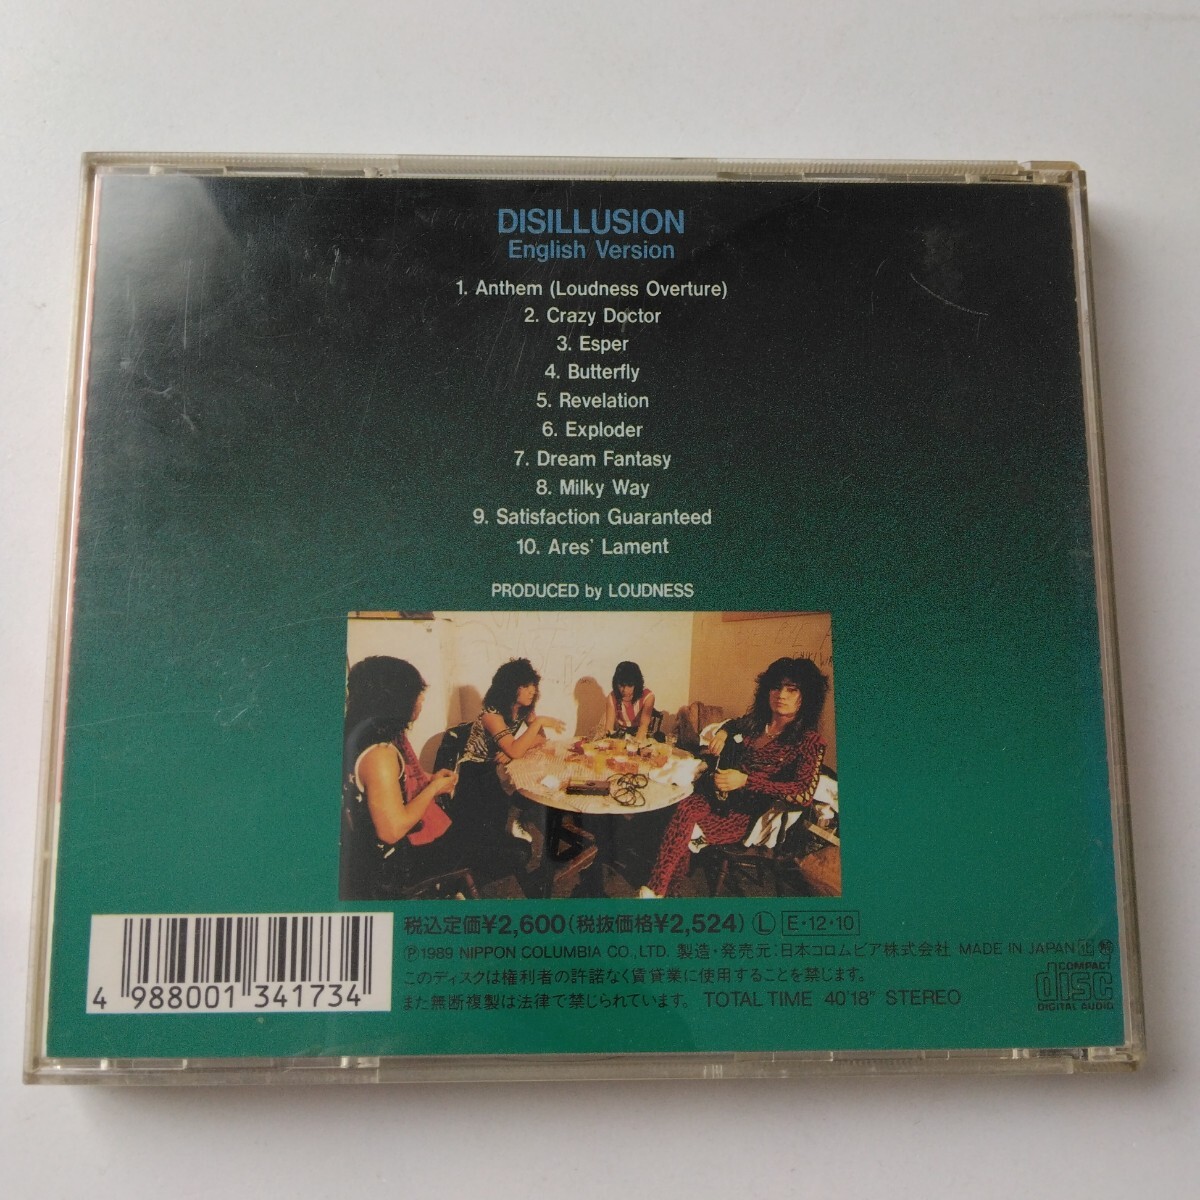 DISILLUSION
English Version
1. Anthem (Loudness Overture)
2. Crazy Doctor
3. Esper
4. Butterfly
5. Revelation
6. Exploder
7. Dream Fantasy
8. Milky Way
9. Satisfaction Guaranteed
10. Ares' Lament
PRODUCED by LOUDNESS
税込定価¥2,600(税抜価格¥2,524) Ⓛ E・12・10
Ⓟ1989 NIPPON COLUMBIA CO., LTD. 製造・発売元:日本コロムビア株式会社 MADE IN JAPAN
このディスクは権利者の許諾なく賃貸業に使用することを禁じます。
また無断複製は法律で禁じられています。 TOTAL TIME 40'18" STEREO
4 988001 341734
COMPACT
disc
DIGITAL AUDIO